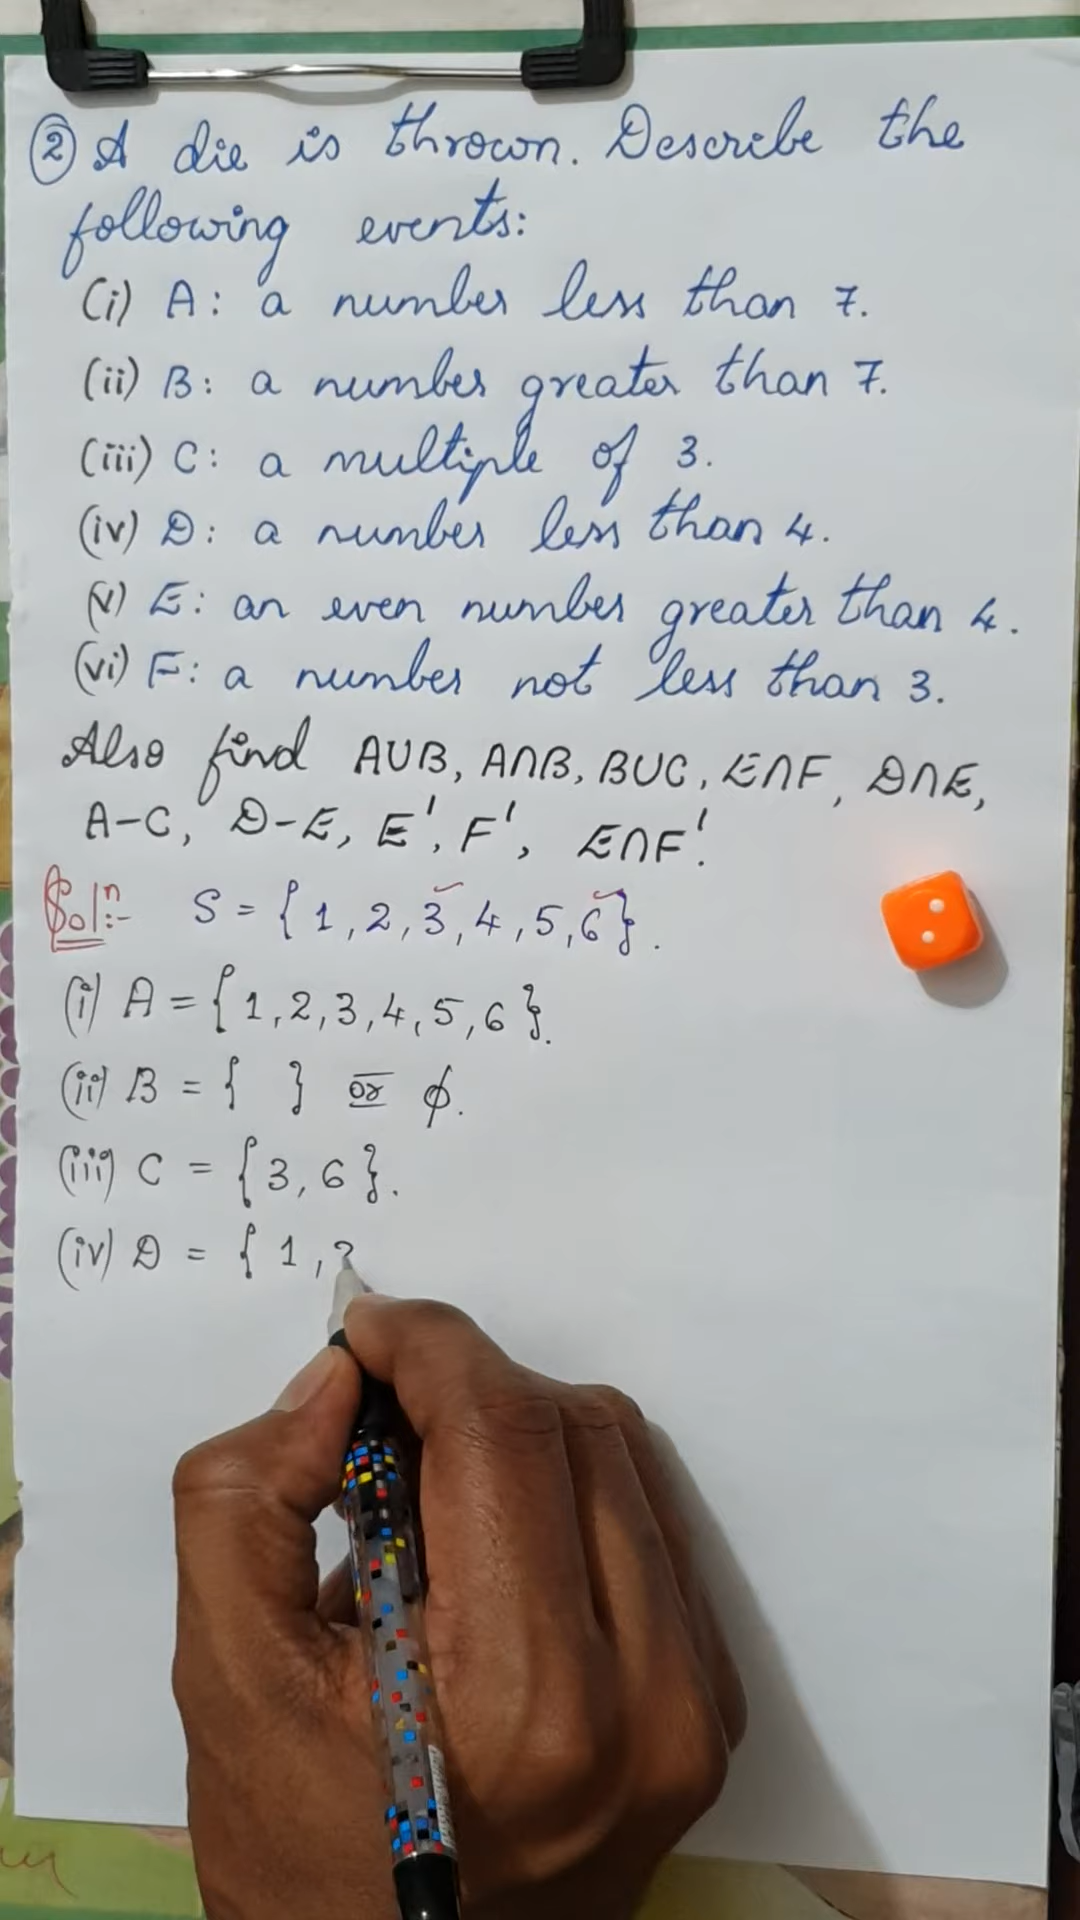 ② A die is thrown. Describe the
following events:
(i) A: a number less than 7.
(ii) B: a number greater than 7.
(iii) C: a multiple of 3.
(iv) D: a number less than 4.
(v) E: an even number greater than 4.
(vi) F: a number not less than 3.
Also find A∪B, A∩B, B∪C, E∩F, D∩E,
A-C, D-E, E', F', E∩F'.
Solⁿ:- S = {1,2,3,4,5,6}.
(i) A = {1,2,3,4,5,6}.
(ii) B = { } or ϕ.
(iii) C = {3,6}.
(iv) D = { 1,